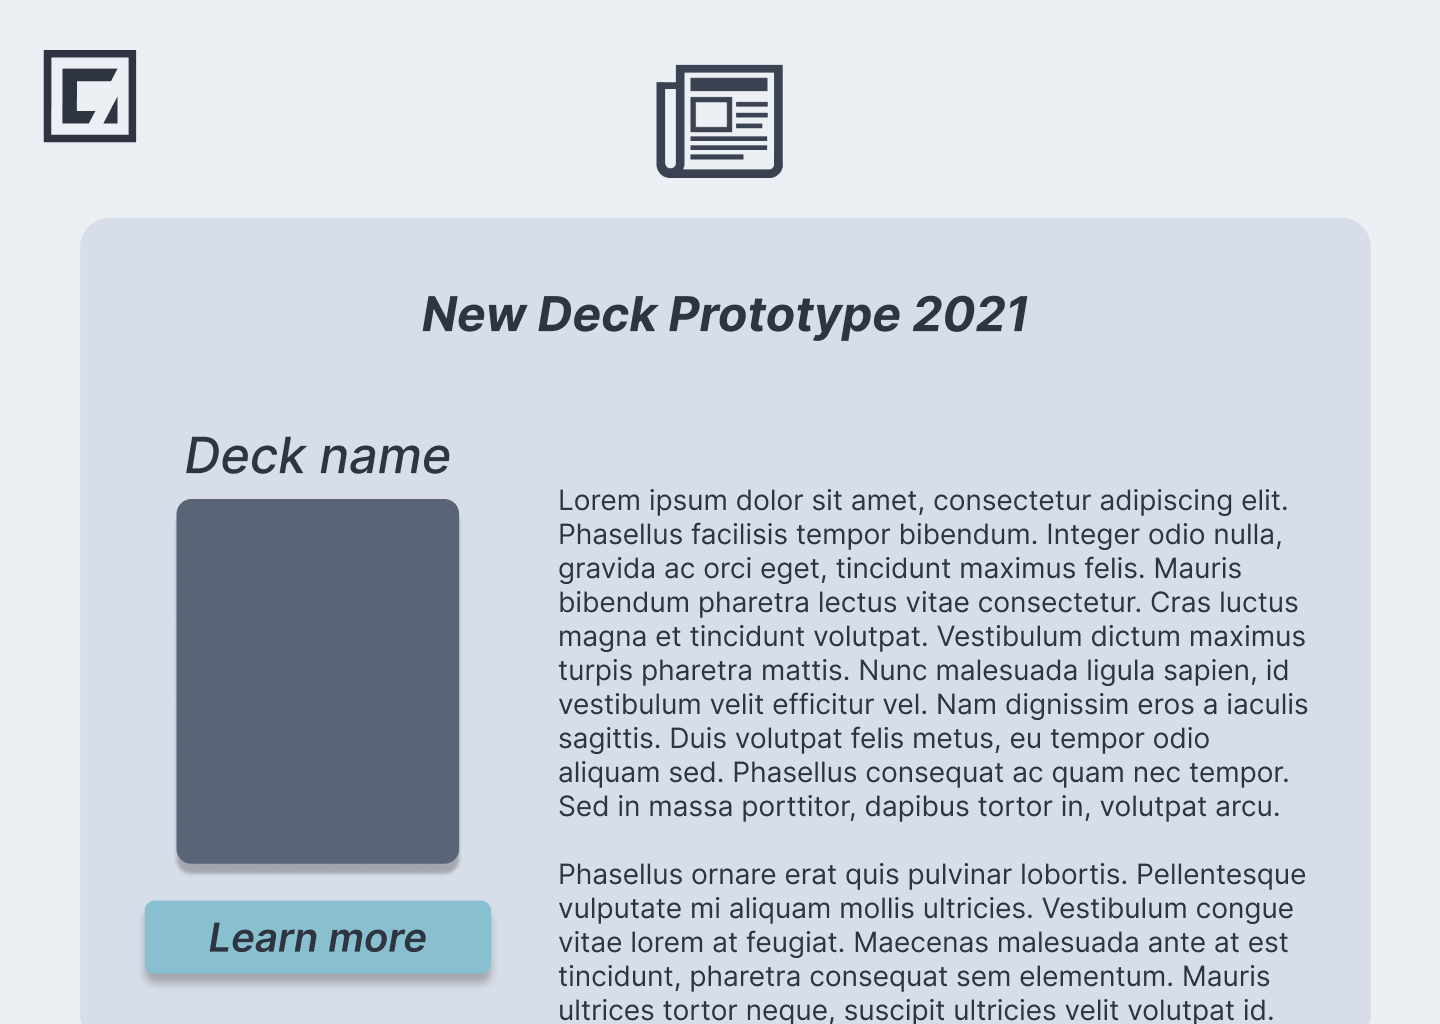 New Deck Prototype 2021
Deck name
Learn more
Lorem ipsum dolor sit amet, consectetur adipiscing elit.
Phasellus facilisis tempor bibendum. Integer odio nulla,
gravida ac orci eget, tincidunt maximus felis. Mauris
bibendum pharetra lectus vitae consectetur. Cras luctus
magna et tincidunt volutpat. Vestibulum dictum maximus
turpis pharetra mattis. Nunc malesuada ligula sapien, id
vestibulum velit efficitur vel. Nam dignissim eros a iaculis
sagittis. Duis volutpat felis metus, eu tempor odio
aliquam sed. Phasellus consequat ac quam nec tempor.
Sed in massa porttitor, dapibus tortor in, volutpat arcu.
Phasellus ornare erat quis pulvinar lobortis. Pellentesque
vulputate mi aliquam mollis ultricies. Vestibulum congue
vitae lorem at feugiat. Maecenas malesuada ante at est
tincidunt, pharetra consequat sem elementum. Mauris
ultrices tortor neque, suscipit ultricies velit volutpat id.